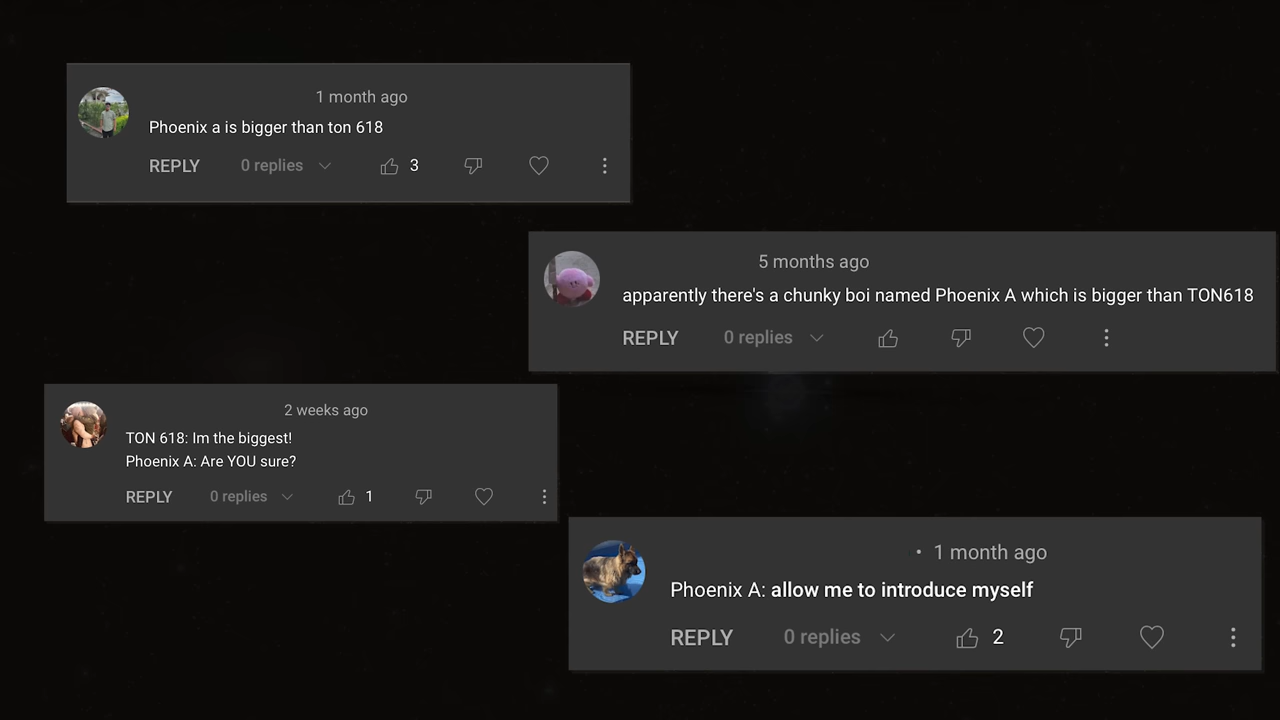 1 month ago
Phoenix a is bigger than ton 618
REPLY 0 replies 3
5 months ago
apparently there's a chunky boi named Phoenix A which is bigger than TON618
REPLY 0 replies
2 weeks ago
TON 618: Im the biggest!
Phoenix A: Are YOU sure?
REPLY 0 replies 1
• 1 month ago
Phoenix A: allow me to introduce myself
REPLY 0 replies 2